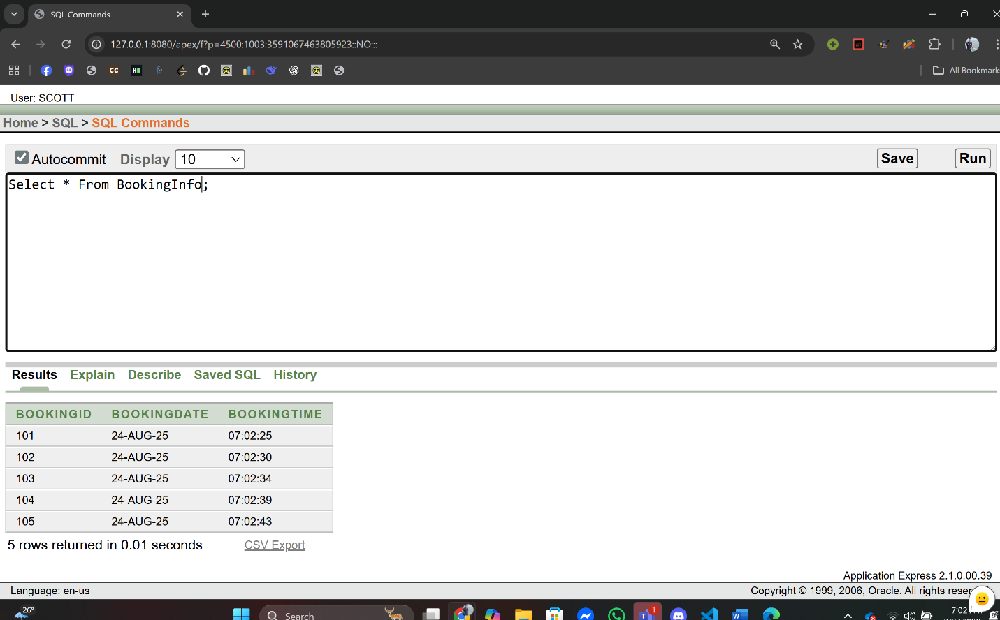 SQL Commands
127.0.0.1:8080/apex/f?p=4500:1003:3591067463805923::NO:::
CC
All Bookmark
User: SCOTT
Home > SQL > SQL Commands
Autocommit Display 10 Save Run
Select * From BookingInfo;
Results Explain Describe Saved SQL History
BOOKINGID BOOKINGDATE BOOKINGTIME
101 24-AUG-25 07:02:25
102 24-AUG-25 07:02:30
103 24-AUG-25 07:02:34
104 24-AUG-25 07:02:39
105 24-AUG-25 07:02:43
5 rows returned in 0.01 seconds CSV Export
Application Express 2.1.0.00.39
Language: en-us Copyright © 1999, 2006, Oracle. All rights reser
26° Search 1 7:02